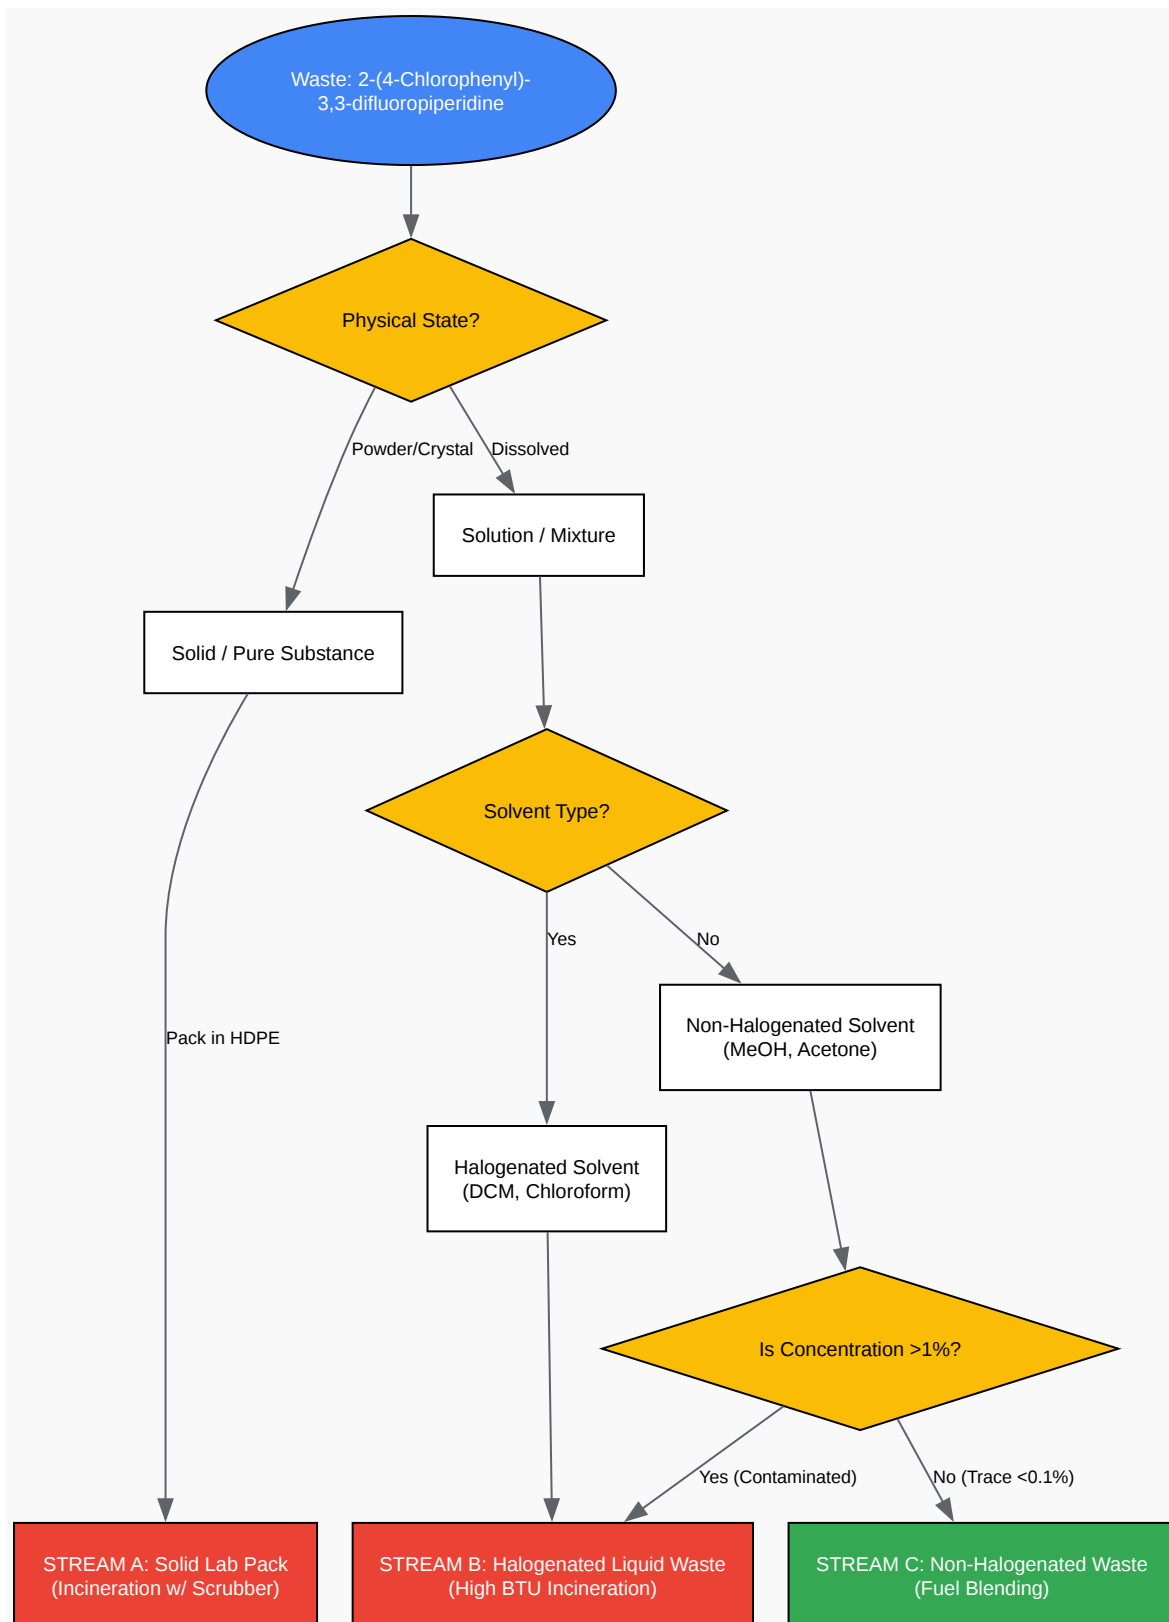 Waste: 2-(4-Chlorophenyl)-
3,3-difluoropiperidine
Physical State?
Powder/Crystal
Dissolved
Solution / Mixture
Solid / Pure Substance
Solvent Type?
Yes
No
Non-Halogenated Solvent
(MeOH, Acetone)
Pack in HDPE
Halogenated Solvent
(DCM, Chloroform)
Is Concentration >1%?
Yes (Contaminated)
No (Trace <0.1%)
STREAM A: Solid Lab Pack
(Incineration w/ Scrubber)
STREAM B: Halogenated Liquid Waste
(High BTU Incineration)
STREAM C: Non-Halogenated Waste
(Fuel Blending)